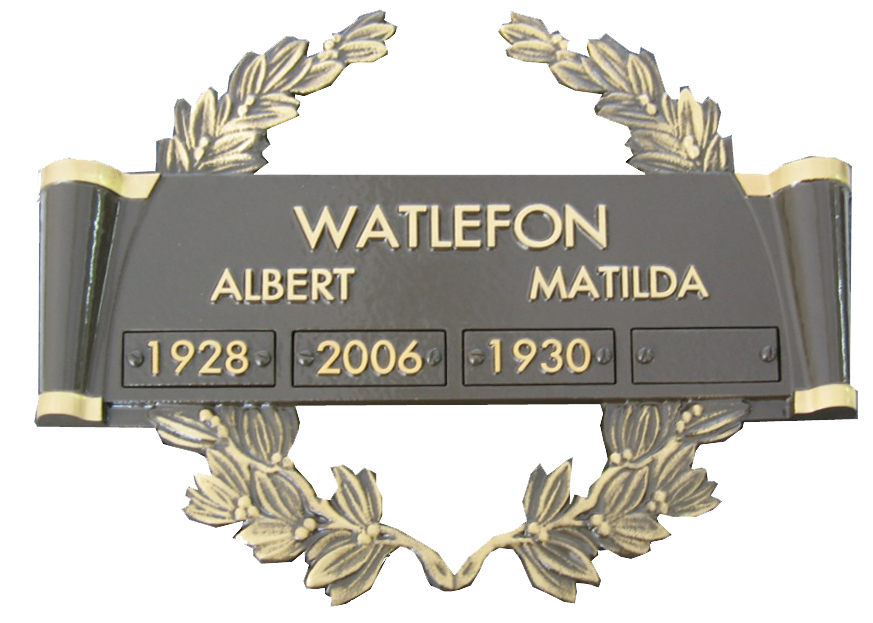 WATLEFON
ALBERT MATILDA
1928 2006 1930